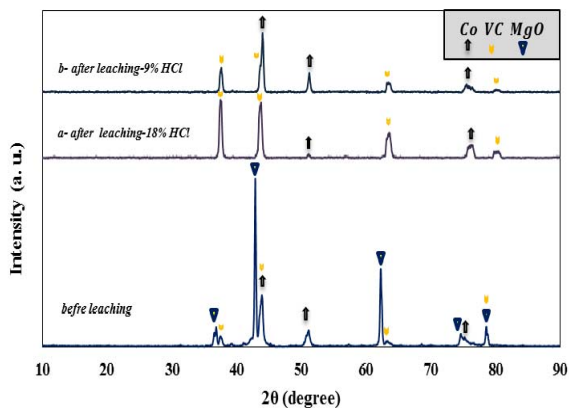 Co VC MgO
b- after leaching-9% HCl
a- after leaching-18% HCl
befre leaching
Intensity (a. u.)
10 20 30 40 50 60 70 80 90
2θ (degree)